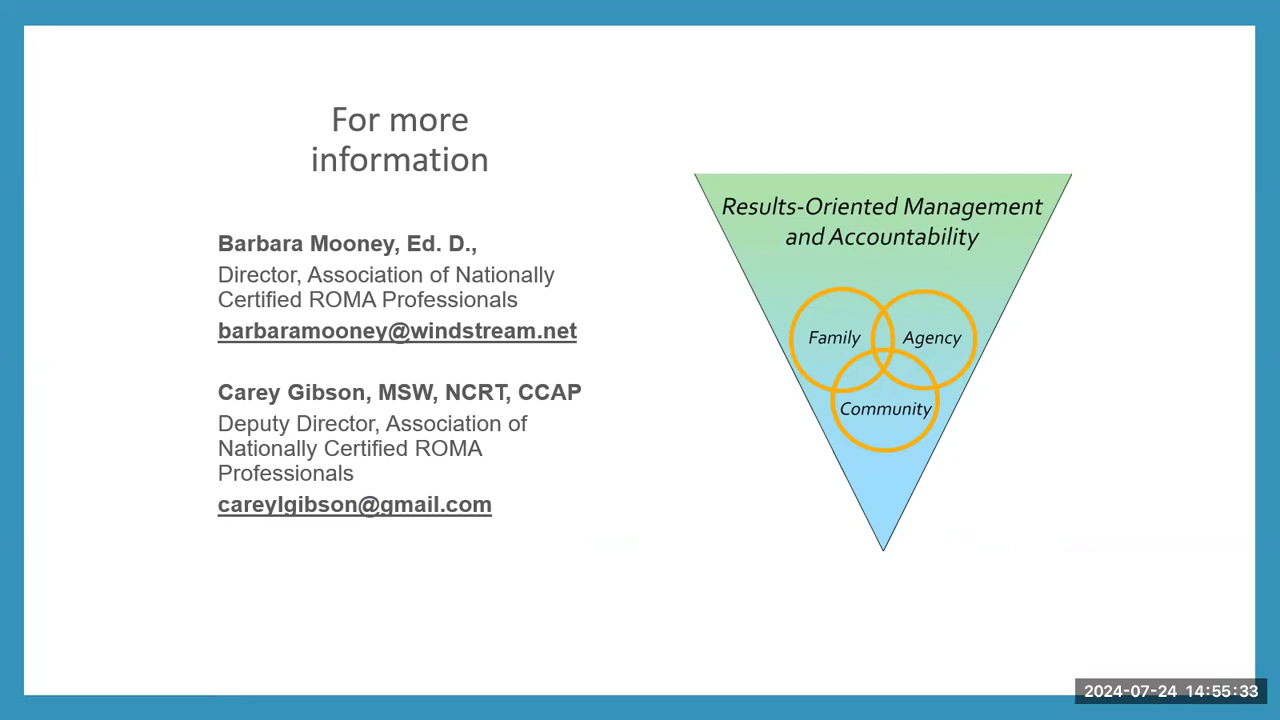 For more
information
Barbara Mooney, Ed. D.,
Director, Association of Nationally
Certified ROMA Professionals
barbaramooney@windstream.net
Carey Gibson, MSW, NCRT, CCAP
Deputy Director, Association of
Nationally Certified ROMA
Professionals
careylgibson@gmail.com
Results-Oriented Management
and Accountability
Family
Agency
Community
2024-07-24 14:55:33